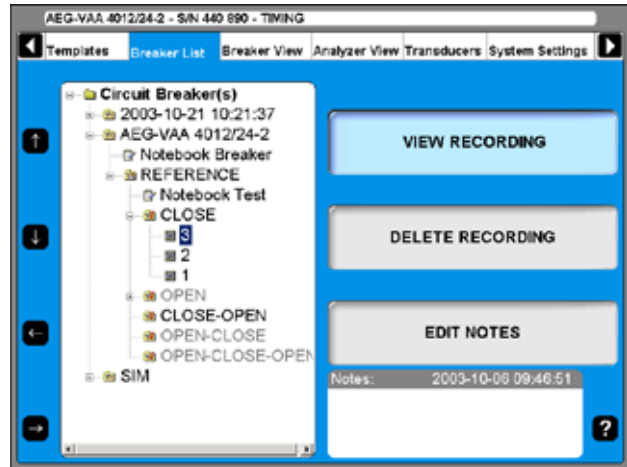 AEG-VAA 4012/24-2 - S/N 440 890 - TIMING
Templates Breaker List Breaker View Analyzer View Transducers System Settings
Circuit Breaker(s)
2003-10-21 10:21:37
AEG-VAA 4012/24-2
Notebook Breaker
REFERENCE
Notebook Test
CLOSE
3
2
1
OPEN
CLOSE-OPEN
OPEN-CLOSE
OPEN-CLOSE-OPEN
SIM
VIEW RECORDING
DELETE RECORDING
EDIT NOTES
Notes: 2003-10-06 09:46:51
?